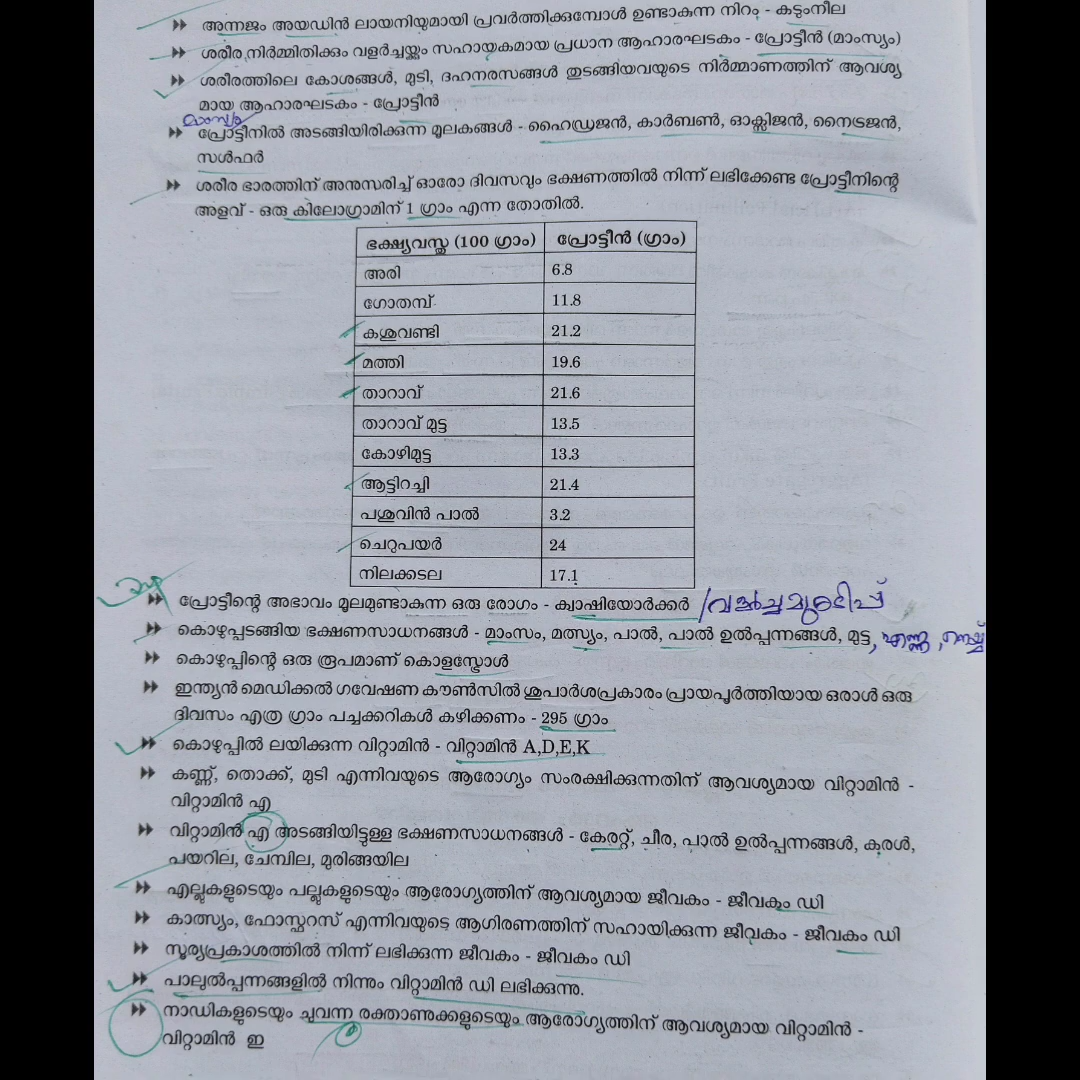 അന്നജം അയഡിൻ ലായനിയുമായി പ്രവർത്തിക്കുമ്പോൾ ഉണ്ടാകുന്ന നിറം - കടുംനീല
ശരീര നിർമ്മിതിക്കും വളർച്ചയ്ക്കും സഹായകമായ പ്രധാന ആഹാരഘടകം - പ്രോട്ടീൻ (മാംസ്യം)
ശരീരത്തിലെ കോശങ്ങൾ, മുടി, ദഹനരസങ്ങൾ തുടങ്ങിയവയുടെ നിർമ്മാണത്തിന് ആവശ്യ
മായ ആഹാരഘടകം - പ്രോട്ടീൻ
മാംസ്യം
പ്രോട്ടീനിൽ അടങ്ങിയിരിക്കുന്ന മൂലകങ്ങൾ - ഹൈഡ്രജൻ, കാർബൺ, ഓക്സിജൻ, നൈട്രജൻ,
സൾഫർ
ശരീര ഭാരത്തിന് അനുസരിച്ച് ഓരോ ദിവസവും ഭക്ഷണത്തിൽ നിന്ന് ലഭിക്കേണ്ട പ്രോട്ടീനിന്റെ
അളവ് - ഒരു കിലോഗ്രാമിന് 1 ഗ്രാം എന്ന തോതിൽ.
ഭക്ഷ്യവസ്തു (100 ഗ്രാം) പ്രോട്ടീൻ (ഗ്രാം)
അരി 6.8
ഗോതമ്പ് 11.8
കശുവണ്ടി 21.2
മത്തി 19.6
താറാവ് 21.6
താറാവ് മുട്ട 13.5
കോഴിമുട്ട 13.3
ആട്ടിറച്ചി 21.4
പശുവിൻ പാൽ 3.2
ചെറുപയർ 24
നിലക്കടല 17.1
പ്രോട്ടീന്റെ അഭാവം മൂലമുണ്ടാകുന്ന ഒരു രോഗം - ക്വാഷിയോർക്കർ /വളർച്ച മുരടിപ്പ്
കൊഴുപ്പടങ്ങിയ ഭക്ഷണസാധനങ്ങൾ - മാംസം, മത്സ്യം, പാൽ, പാൽ ഉൽപ്പന്നങ്ങൾ, മുട്ട, എണ്ണ, നെയ്യ്
കൊഴുപ്പിന്റെ ഒരു രൂപമാണ് കൊളസ്ട്രോൾ
ഇന്ത്യൻ മെഡിക്കൽ ഗവേഷണ കൗൺസിൽ ശുപാർശപ്രകാരം പ്രായപൂർത്തിയായ ഒരാൾ ഒരു
ദിവസം എത്ര ഗ്രാം പച്ചക്കറികൾ കഴിക്കണം - 295 ഗ്രാം
കൊഴുപ്പിൽ ലയിക്കുന്ന വിറ്റാമിൻ - വിറ്റാമിൻ A,D,E,K
കണ്ണ്, തൊക്ക്, മുടി എന്നിവയുടെ ആരോഗ്യം സംരക്ഷിക്കുന്നതിന് ആവശ്യമായ വിറ്റാമിൻ -
വിറ്റാമിൻ എ
വിറ്റാമിൻ എ അടങ്ങിയിട്ടുള്ള ഭക്ഷണസാധനങ്ങൾ - കേരറ്റ്, ചീര, പാൽ ഉൽപ്പന്നങ്ങൾ, കരൾ,
പയറില, ചേമ്പില, മുരിങ്ങയില
എല്ലുകളുടെയും പല്ലുകളുടെയും ആരോഗ്യത്തിന് ആവശ്യമായ ജീവകം - ജീവകം ഡി
കാത്സ്യം, ഫോസ്ഫറസ് എന്നിവയുടെ ആഗിരണത്തിന് സഹായിക്കുന്ന ജീവകം - ജീവകം ഡി
സൂര്യപ്രകാശത്തിൽ നിന്ന് ലഭിക്കുന്ന ജീവകം - ജീവകം ഡി
പാലുൽപ്പന്നങ്ങളിൽ നിന്നും വിറ്റാമിൻ ഡി ലഭിക്കുന്നു.
നാഡികളുടെയും ചുവന്ന രക്താണുക്കളുടെയും ആരോഗ്യത്തിന് ആവശ്യമായ വിറ്റാമിൻ -
വിറ്റാമിൻ ഇ